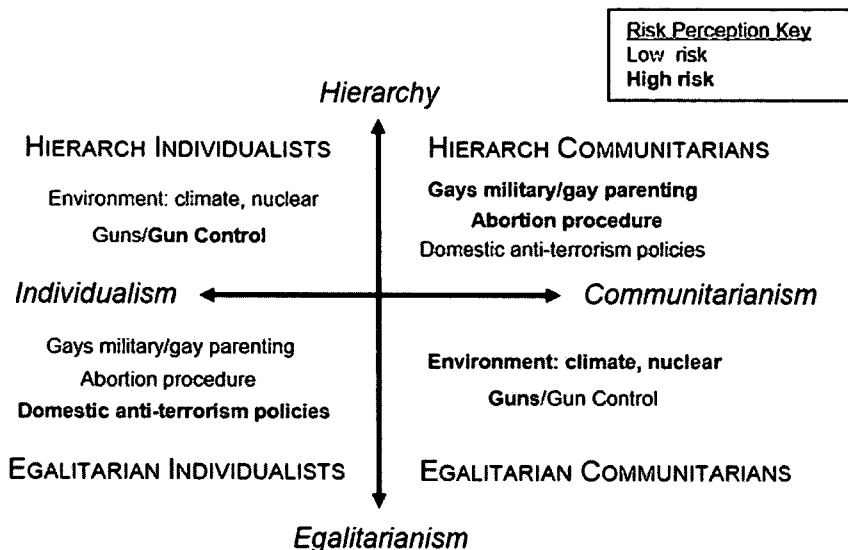 Risk Perception Key
Low risk
High risk
Hierarchy
HIERARCH INDIVIDUALISTS
HIERARCH COMMUNITARIANS
Environment: climate, nuclear
Guns/Gun Control
Gays military/gay parenting
Abortion procedure
Domestic anti-terrorism policies
Individualism
Communitarianism
Gays military/gay parenting
Abortion procedure
Domestic anti-terrorism policies
Environment: climate, nuclear
Guns/Gun Control
EGALITARIAN INDIVIDUALISTS
EGALITARIAN COMMUNITARIANS
Egalitarianism